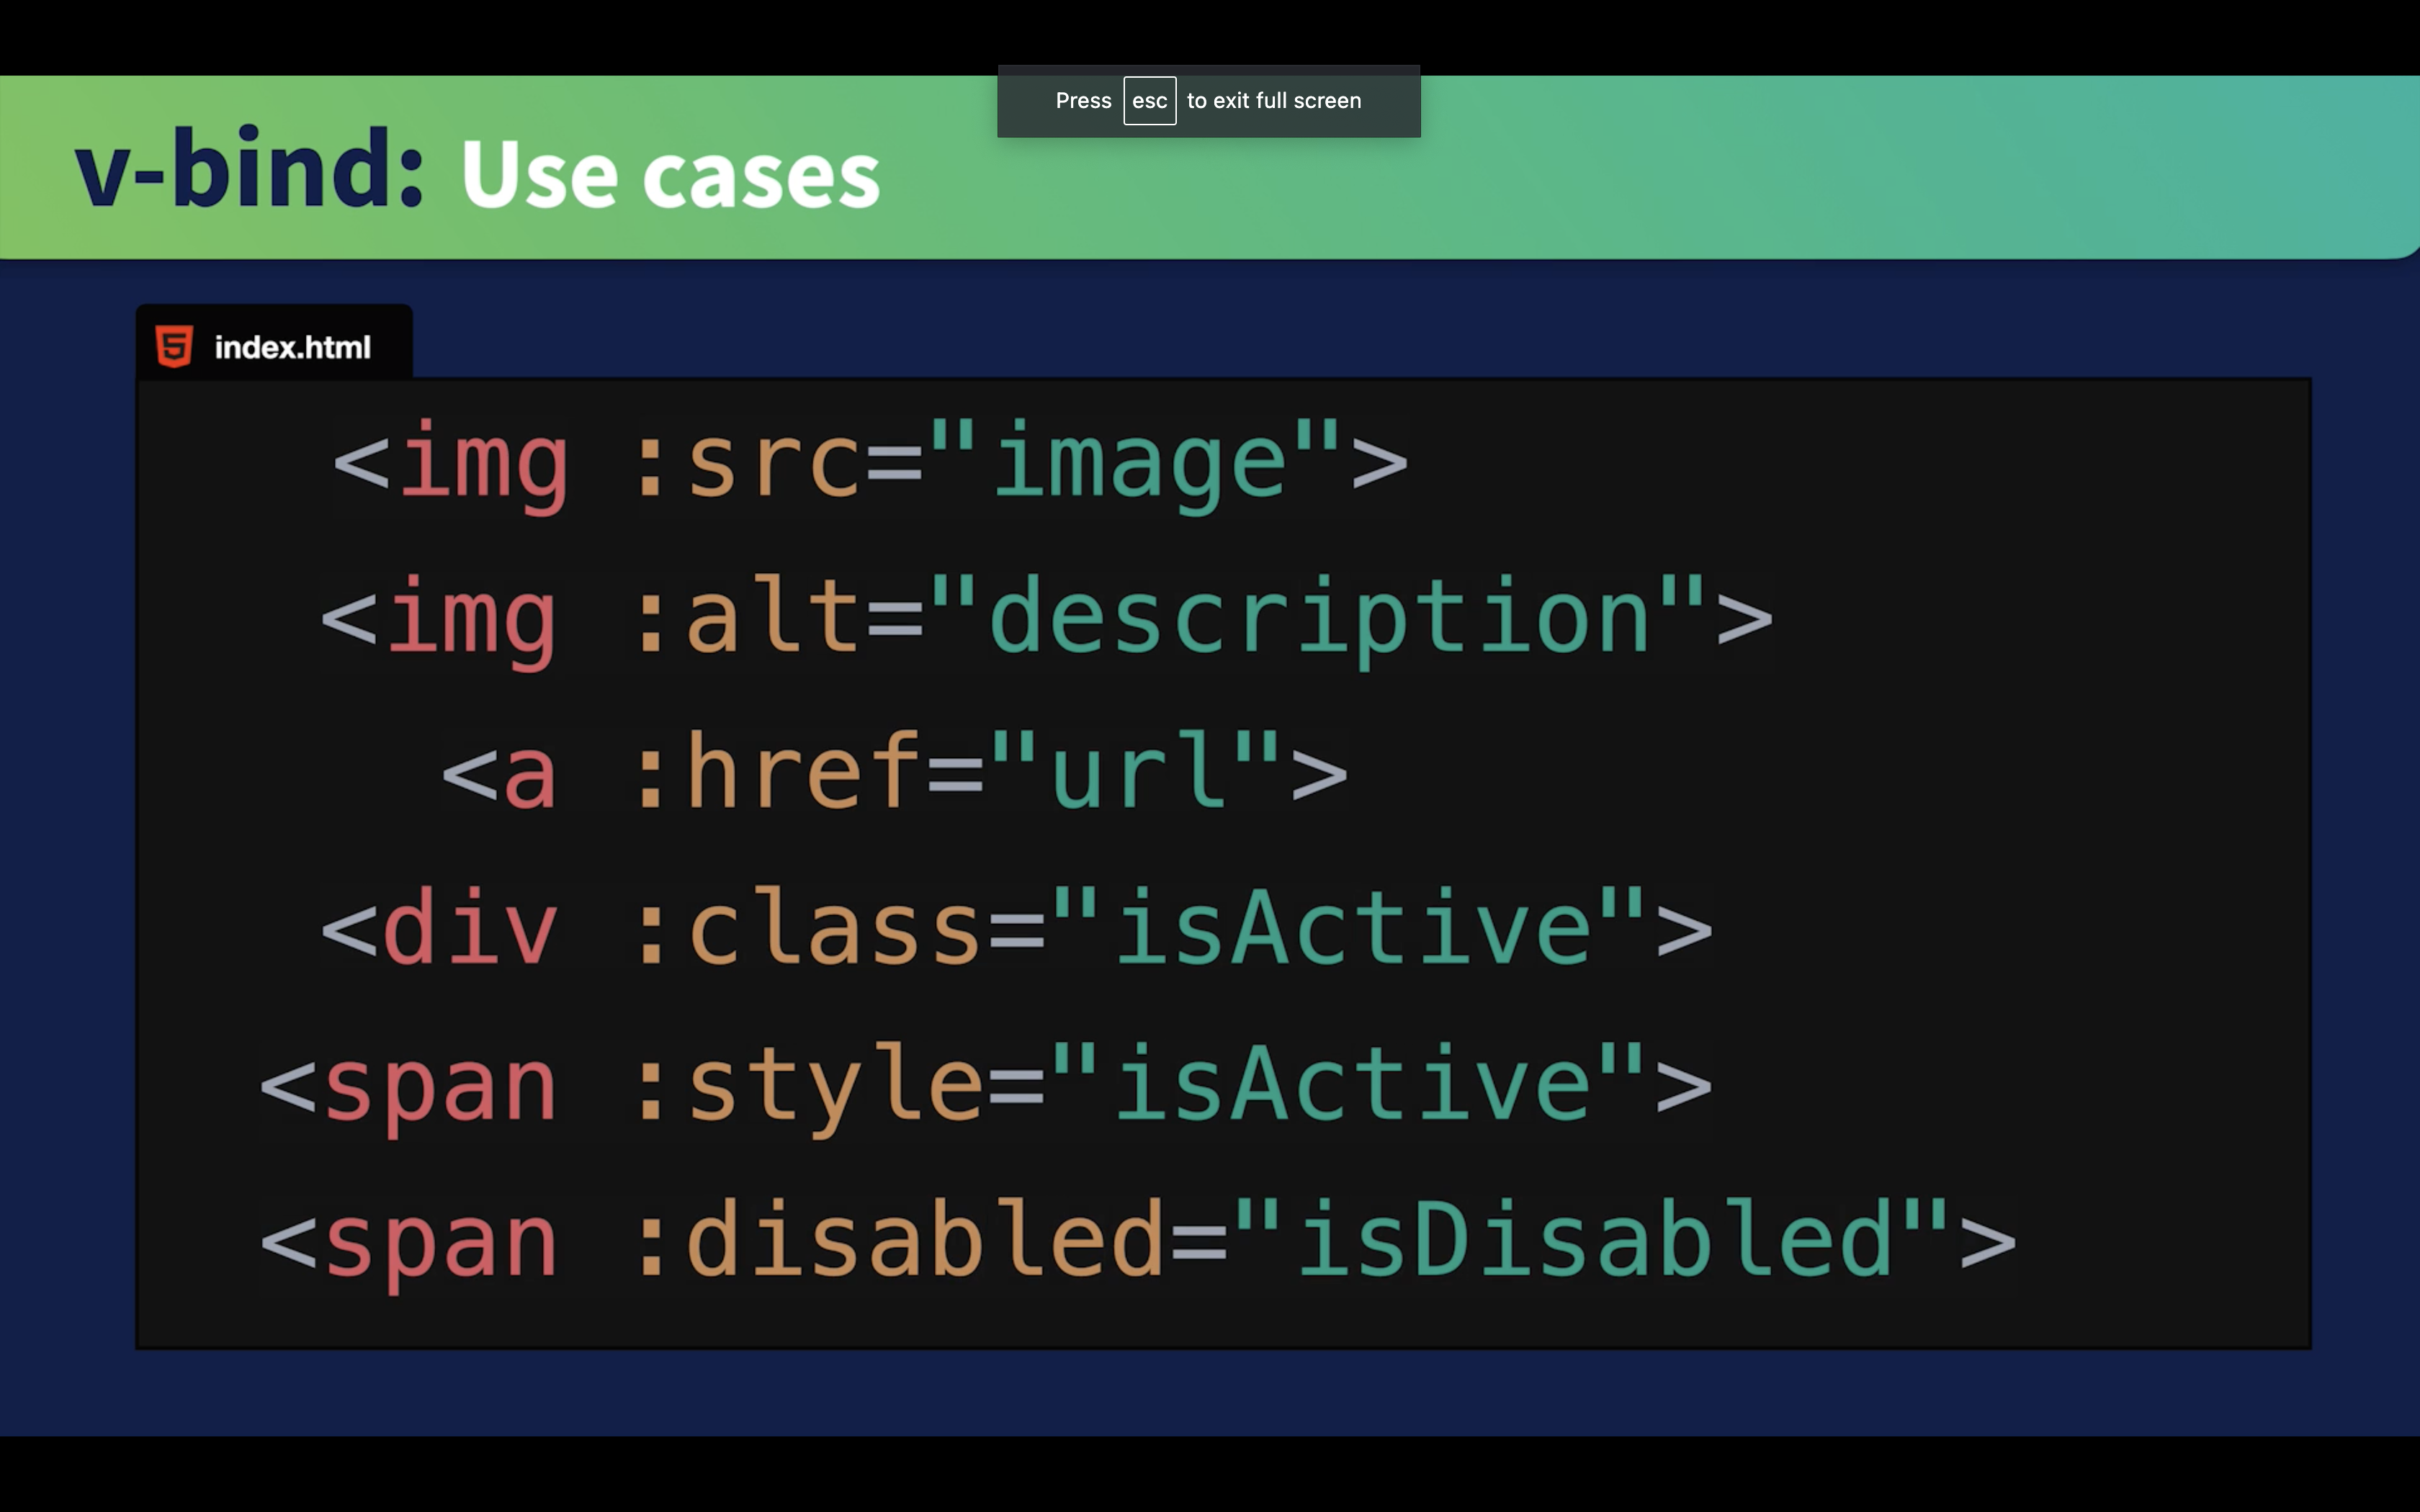 Press esc to exit full screen
v-bind: Use cases
index.html
<img :src="image">
<img :alt="description">
<a :href="url">
<div :class="isActive">
<span :style="isActive">
<span :disabled="isDisabled">